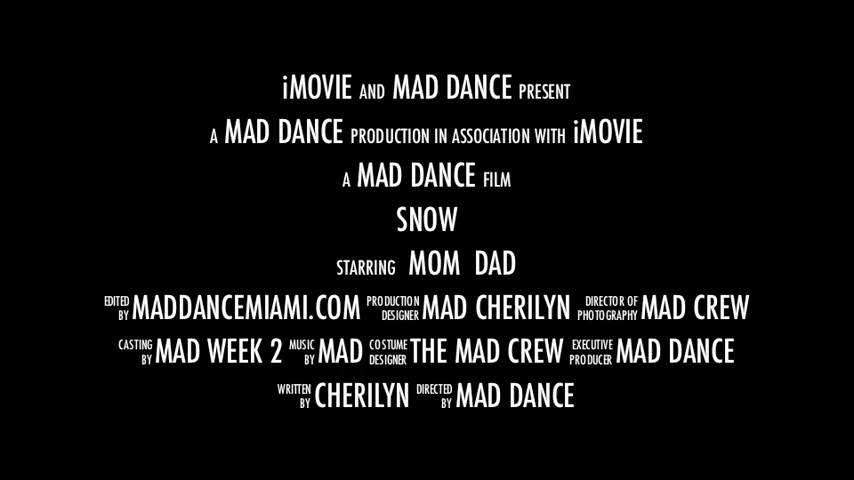 iMOVIE AND MAD DANCE PRESENT
A MAD DANCE PRODUCTION IN ASSOCIATION WITH iMOVIE
A MAD DANCE FILM
SNOW
STARRING MOM DAD
EDITED BY MADDANCEMIAMI.COM PRODUCTION DESIGNER MAD CHERILYN DIRECTOR OF PHOTOGRAPHY MAD CREW
CASTING BY MAD WEEK 2 MUSIC BY MAD COSTUME DESIGNER THE MAD CREW EXECUTIVE PRODUCER MAD DANCE
WRITTEN BY CHERILYN DIRECTED BY MAD DANCE